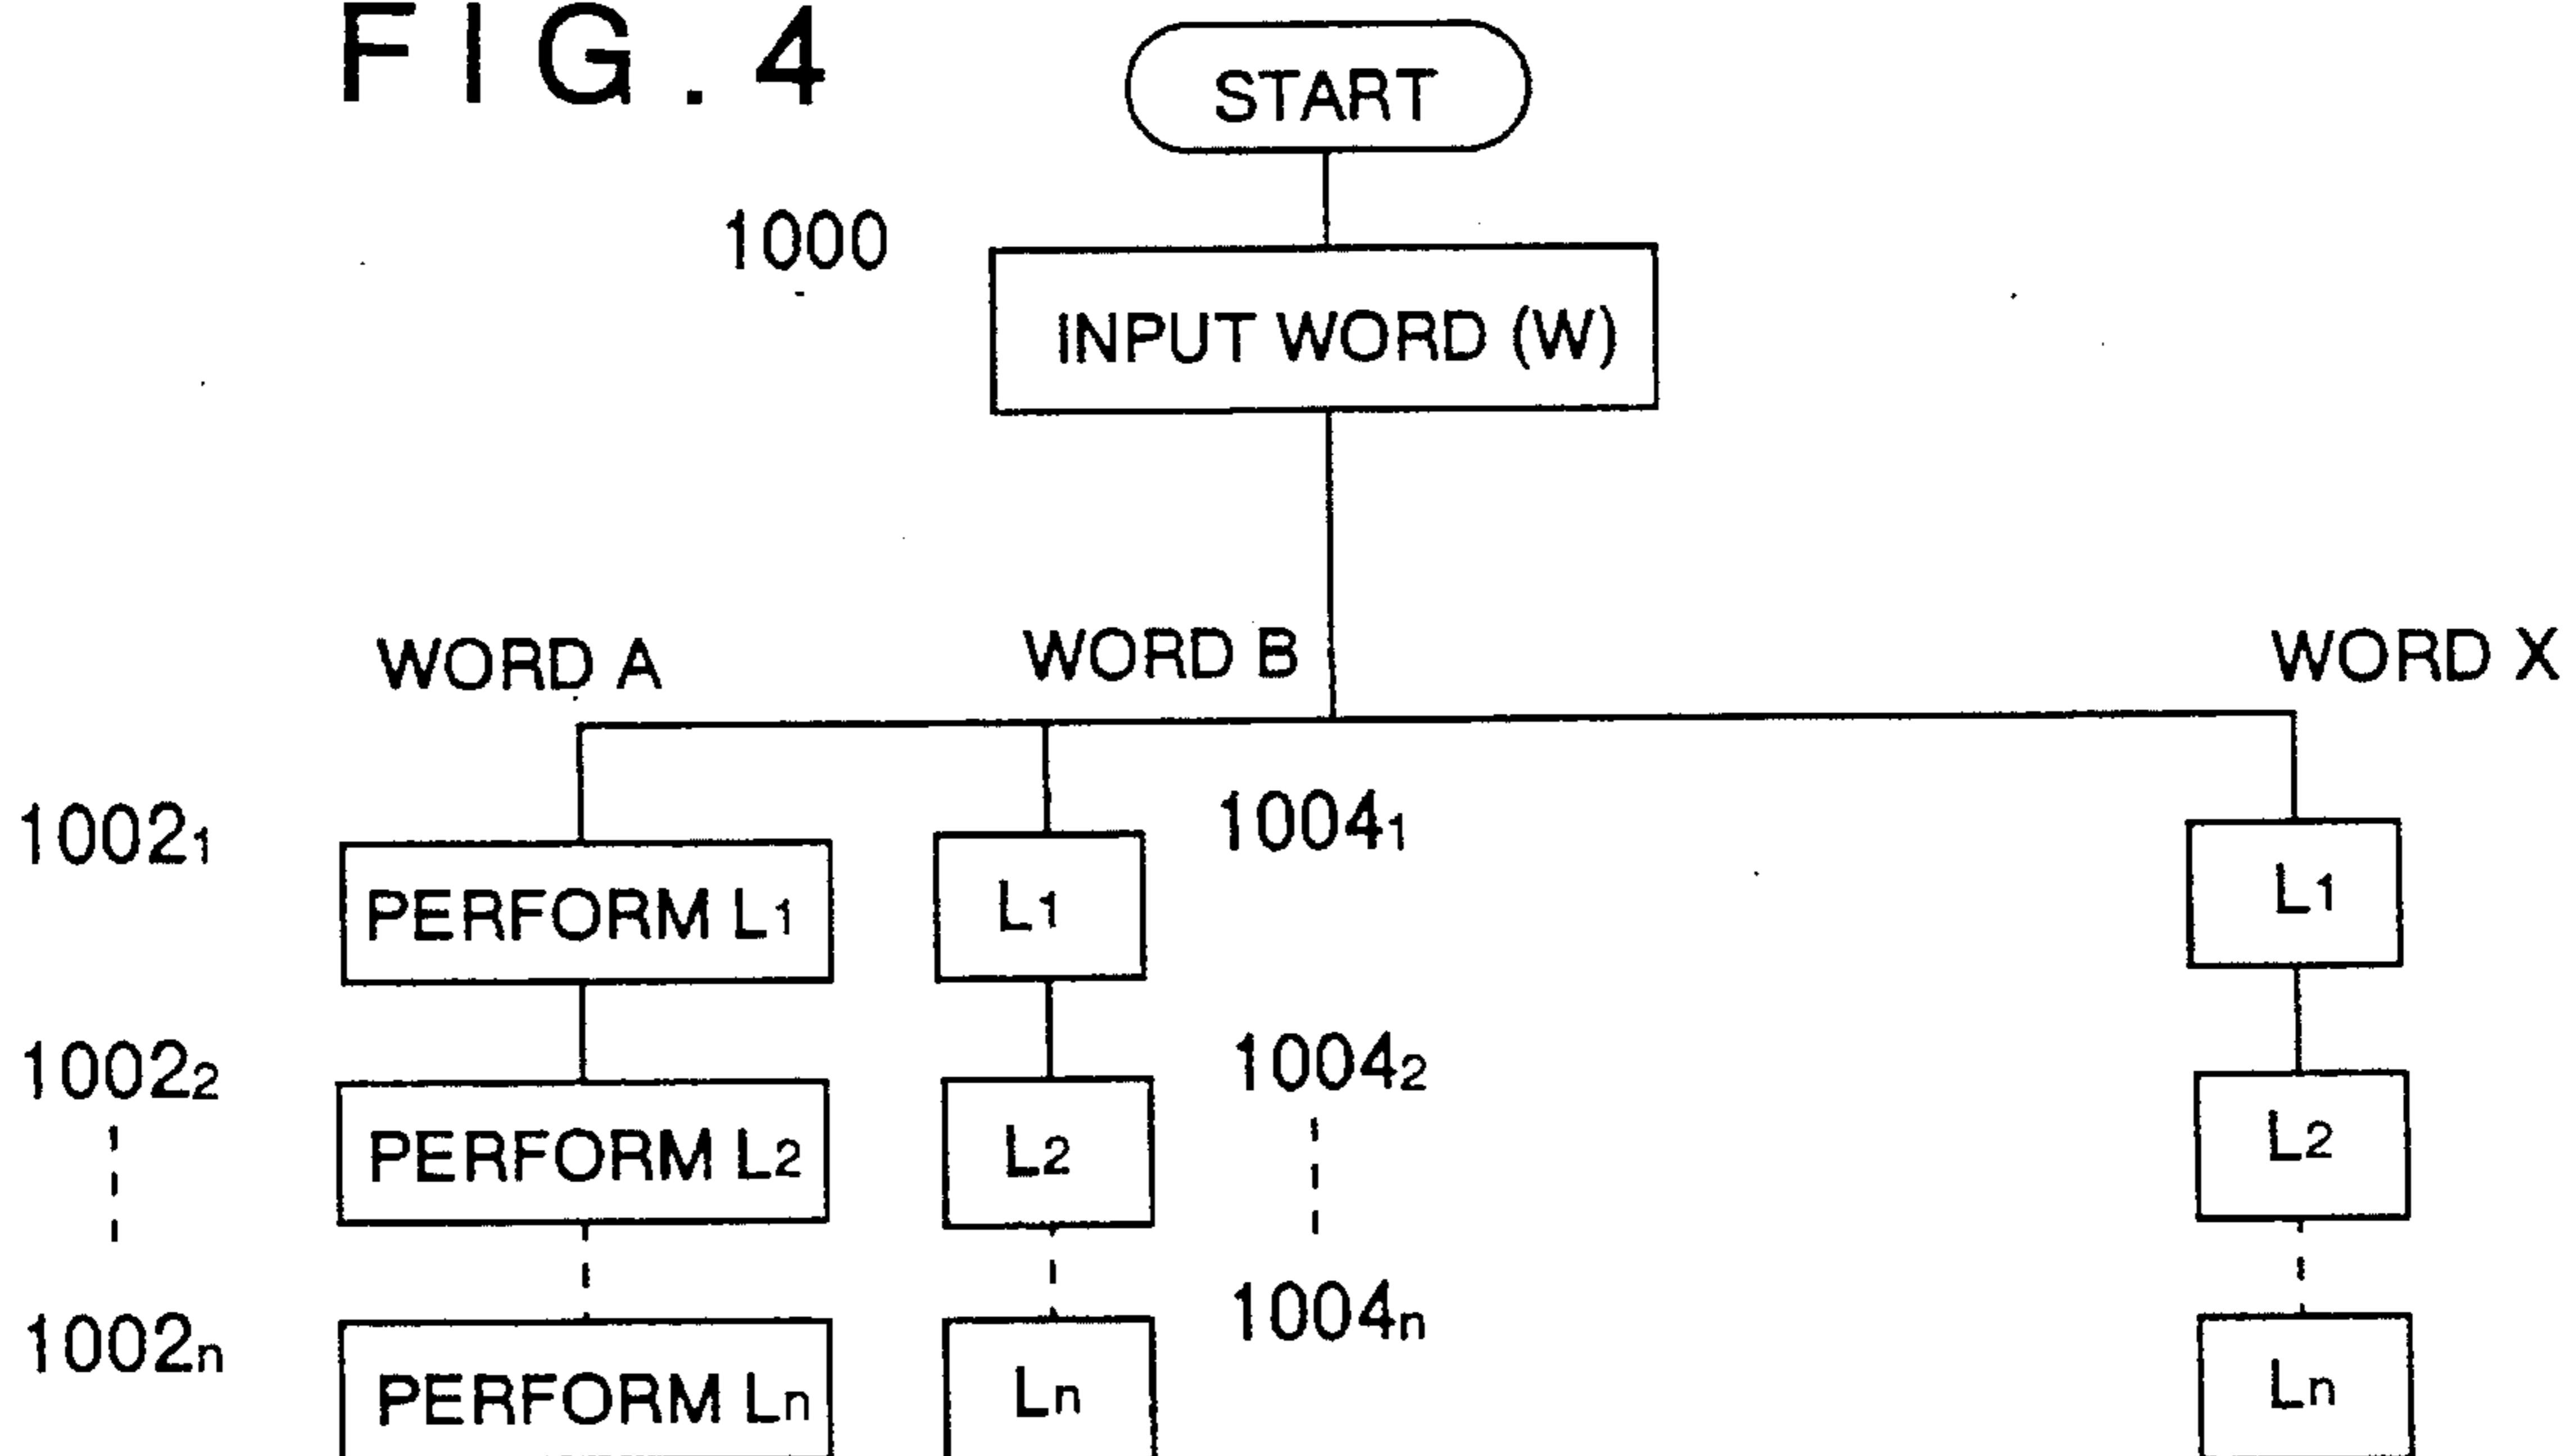 FIG.4
START
1000
INPUT WORD (W)
WORD A
WORD B
WORD X
1002₁
PERFORM L₁
L₁
1004₁
L₁
1002₂
PERFORM L₂
L₂
1004₂
L₂
1002ₙ
PERFORM Lₙ
Lₙ
1004ₙ
Lₙ